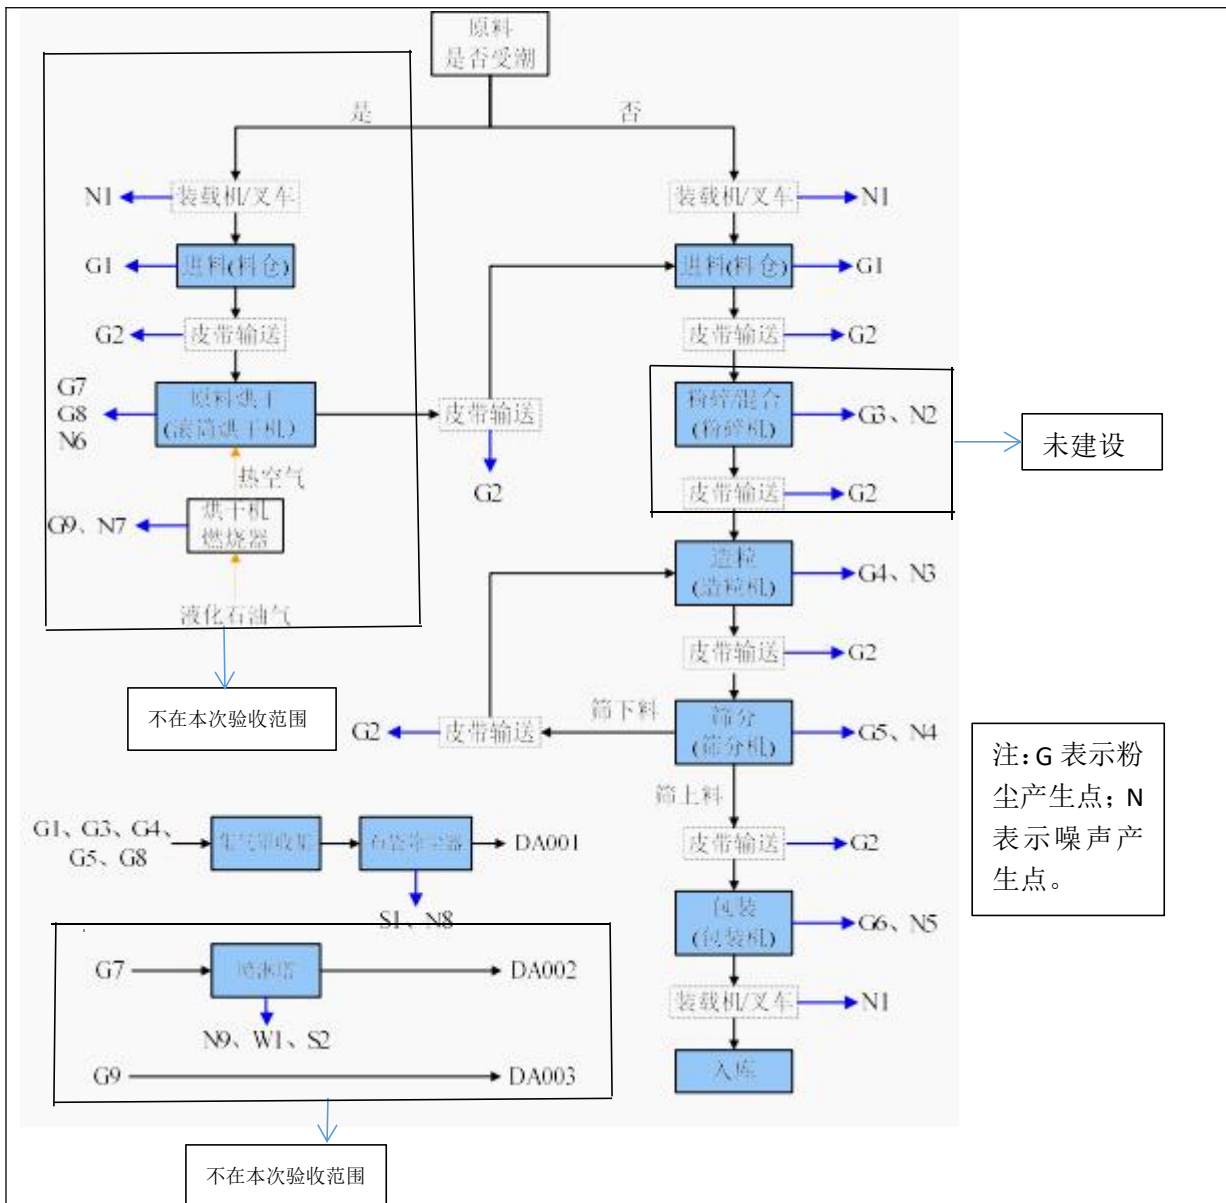 原料
是否受潮
是
否
N1
装载机/叉车
装载机/叉车
N1
G1
进料(料仓)
进料(料仓)
G1
G2
皮带输送
皮带输送
G2
G7
G8
N6
原料烘干
(滚筒烘干机)
皮带输送
G2
粉碎/混合
(粉碎机)
G3、N2
未建设
皮带输送
G2
热空气
G9、N7
烘干机
燃烧器
液化石油气
造粒
(造粒机)
G4、N3
皮带输送
G2
不在本次验收范围
G2
皮带输送
筛下料
筛分
(筛分机)
G5、N4
注：G 表示粉
尘产生点；N
表示噪声产
生点。
筛上料
G1、G3、G4、
G5、G8
集气罩收集
布袋除尘器
DA001
S1、N8
皮带输送
G2
包装
(包装机)
G6、N5
G7
喷淋塔
DA002
N9、W1、S2
装载机/叉车
N1
G9
DA003
入库
不在本次验收范围